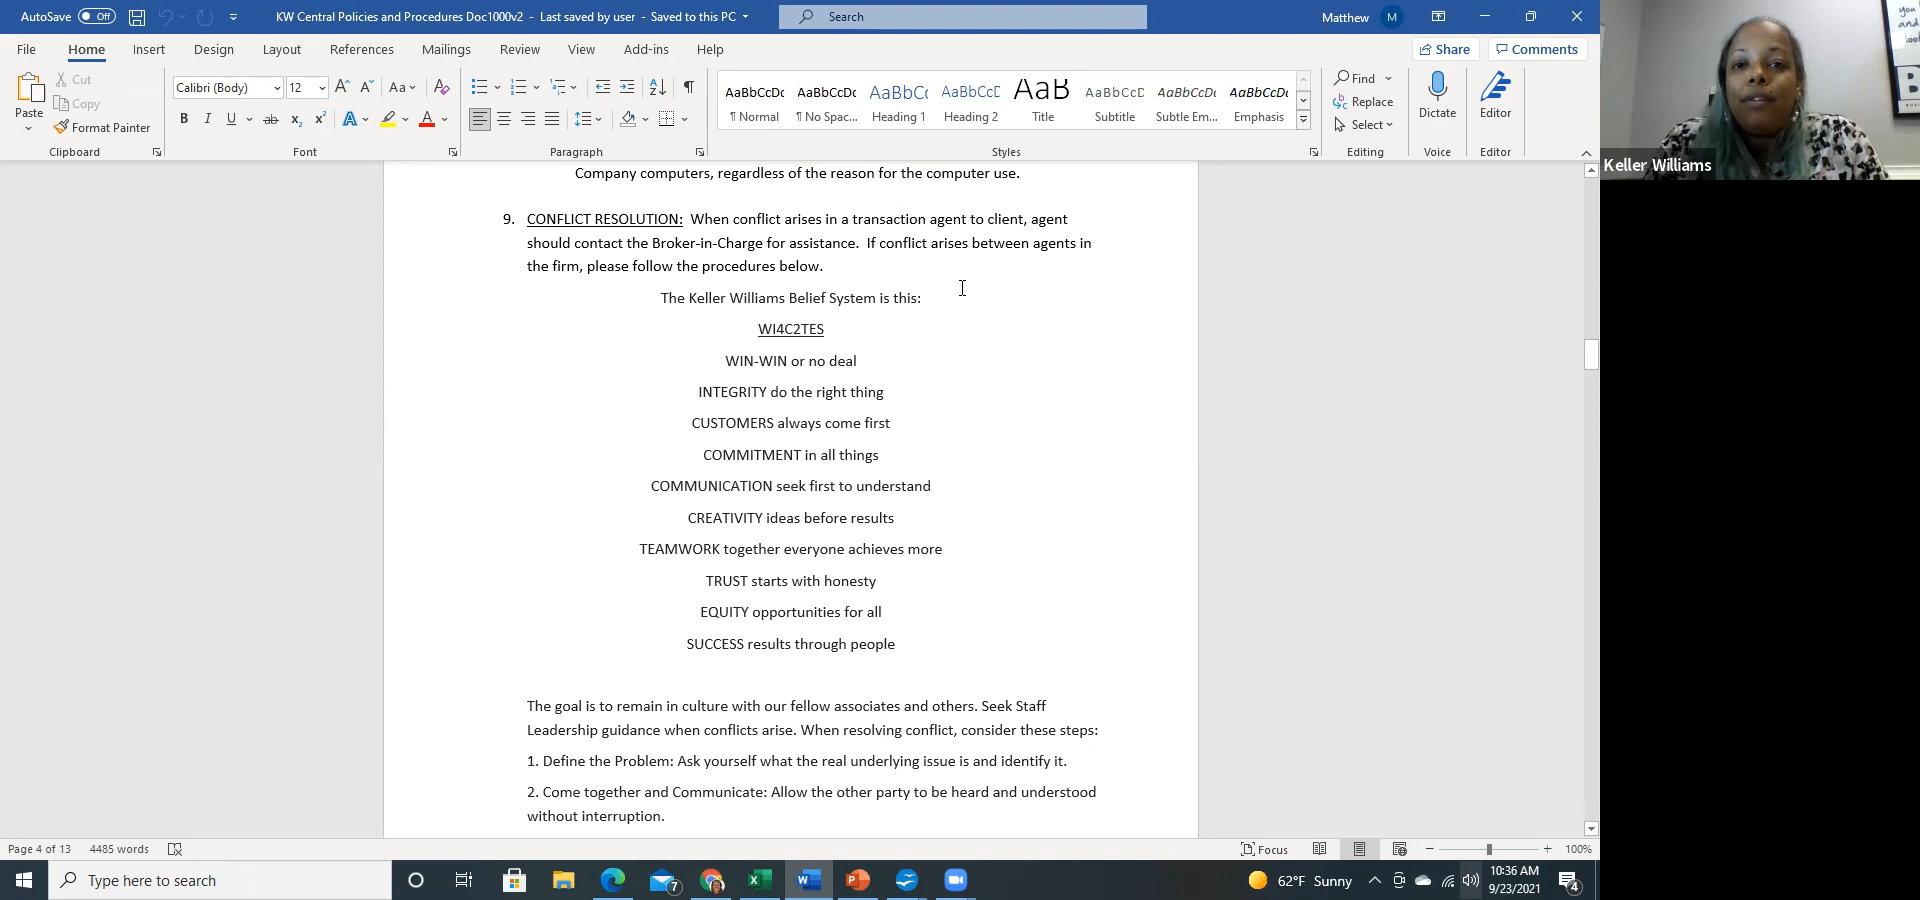 AutoSave Off KW Central Policies and Procedures Doc1000v2 - Last saved by user - Saved to this PC Search Matthew M
File Home Insert Design Layout References Mailings Review View Add-ins Help Share Comments
Paste Cut Copy Format Painter
Calibri (Body) 12
AaBbCcDc AaBbCcDc AaBbCc AaBbCcD AaB AaBbCcD AaBbCcDc AaBbCcDc
¶ Normal ¶ No Spac... Heading 1 Heading 2 Title Subtitle Subtle Em... Emphasis
Find Replace Select Dictate Editor
Clipboard Font Paragraph Styles Editing Voice Editor
you
and
look
B
Keller Williams
Company computers, regardless of the reason for the computer use.
9. CONFLICT RESOLUTION: When conflict arises in a transaction agent to client, agent
should contact the Broker-in-Charge for assistance. If conflict arises between agents in
the firm, please follow the procedures below.
The Keller Williams Belief System is this:
WI4C2TES
WIN-WIN or no deal
INTEGRITY do the right thing
CUSTOMERS always come first
COMMITMENT in all things
COMMUNICATION seek first to understand
CREATIVITY ideas before results
TEAMWORK together everyone achieves more
TRUST starts with honesty
EQUITY opportunities for all
SUCCESS results through people
The goal is to remain in culture with our fellow associates and others. Seek Staff
Leadership guidance when conflicts arise. When resolving conflict, consider these steps:
1. Define the Problem: Ask yourself what the real underlying issue is and identify it.
2. Come together and Communicate: Allow the other party to be heard and understood
without interruption.
Page 4 of 13 4485 words Focus 100%
Type here to search 7 62°F Sunny 10:36 AM
9/23/2021 4